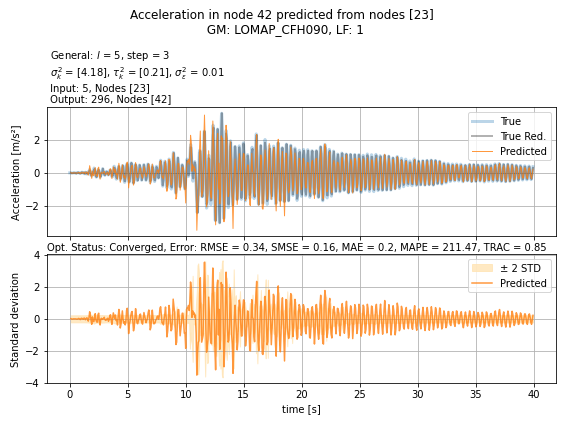 Acceleration in node 42 predicted from nodes [23]
GM: LOMAP_CFH090, LF: 1
General: l = 5, step = 3
σ²ₖ = [4.18], τ²ₖ = [0.21], σ²ε = 0.01
Input: 5, Nodes [23]
Output: 296, Nodes [42]
Acceleration [m/s²]
2
0
−2
True
True Red.
Predicted
Opt. Status: Converged, Error: RMSE = 0.34, SMSE = 0.16, MAE = 0.2, MAPE = 211.47, TRAC = 0.85
Standard deviation
4
2
0
−2
−4
± 2 STD
Predicted
0 5 10 15 20 25 30 35 40
time [s]